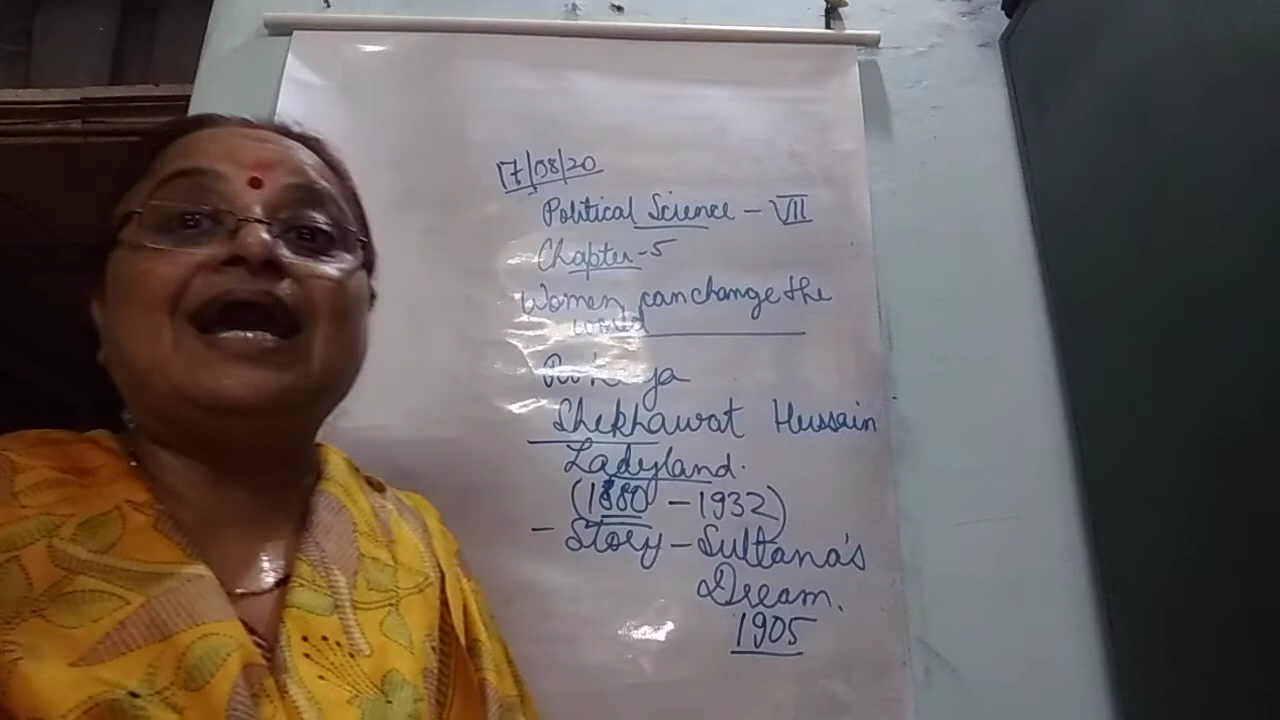 17/08/20
Political Science - VII
Chapter-5
Women can change the
world
Shekhawat Hussain
Ladyland.
(1880 - 1932)
- Story - Sultana's
Dream.
1905